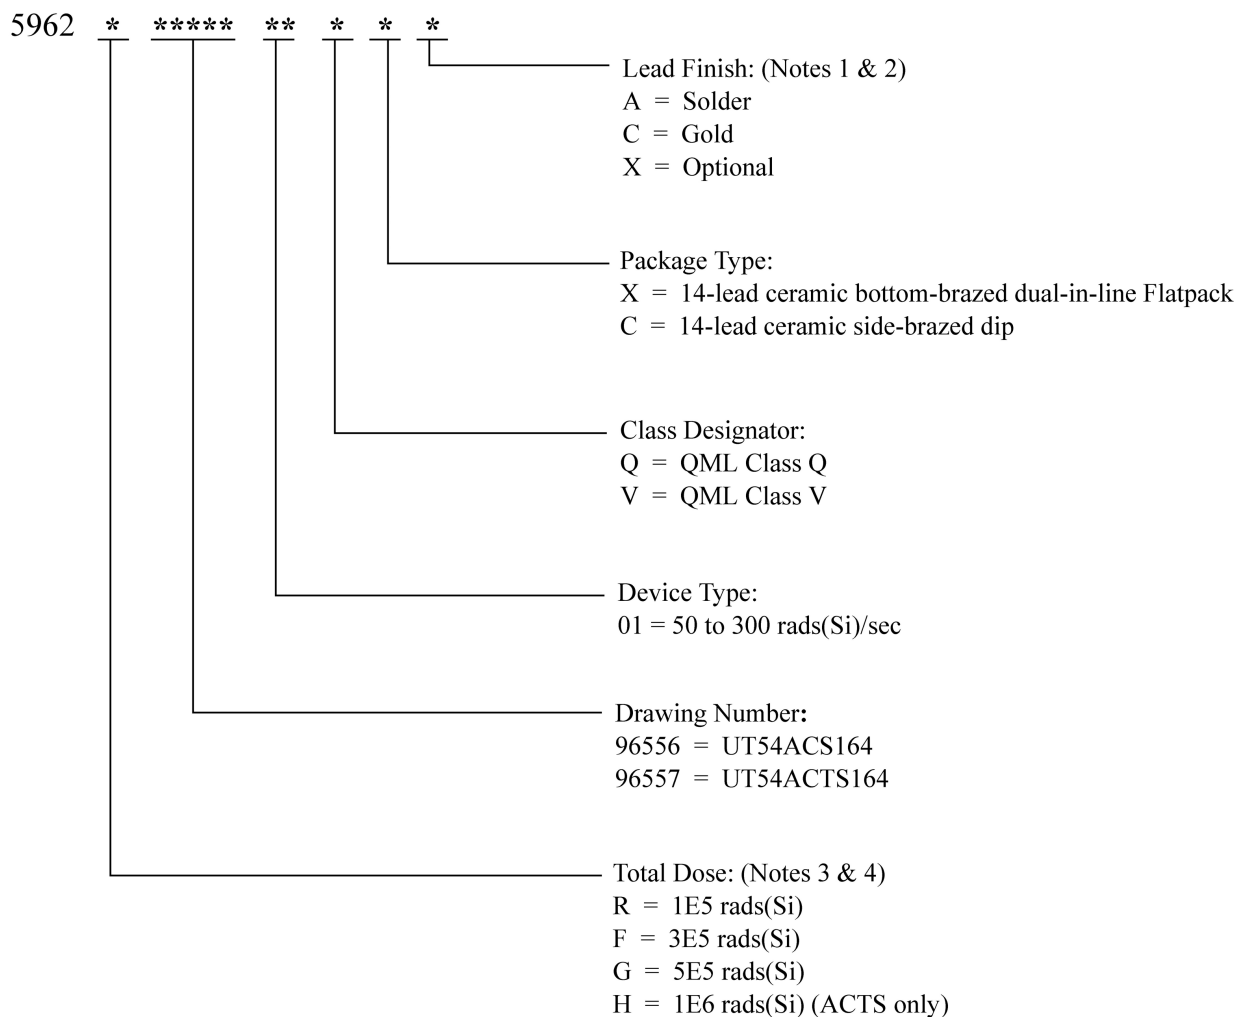 5962 * ***** ** * * *
Lead Finish: (Notes 1 & 2)
A = Solder
C = Gold
X = Optional
Package Type:
X = 14-lead ceramic bottom-brazed dual-in-line Flatpack
C = 14-lead ceramic side-brazed dip
Class Designator:
Q = QML Class Q
V = QML Class V
Device Type:
01 = 50 to 300 rads(Si)/sec
Drawing Number:
96556 = UT54ACS164
96557 = UT54ACTS164
Total Dose: (Notes 3 & 4)
R = 1E5 rads(Si)
F = 3E5 rads(Si)
G = 5E5 rads(Si)
H = 1E6 rads(Si) (ACTS only)